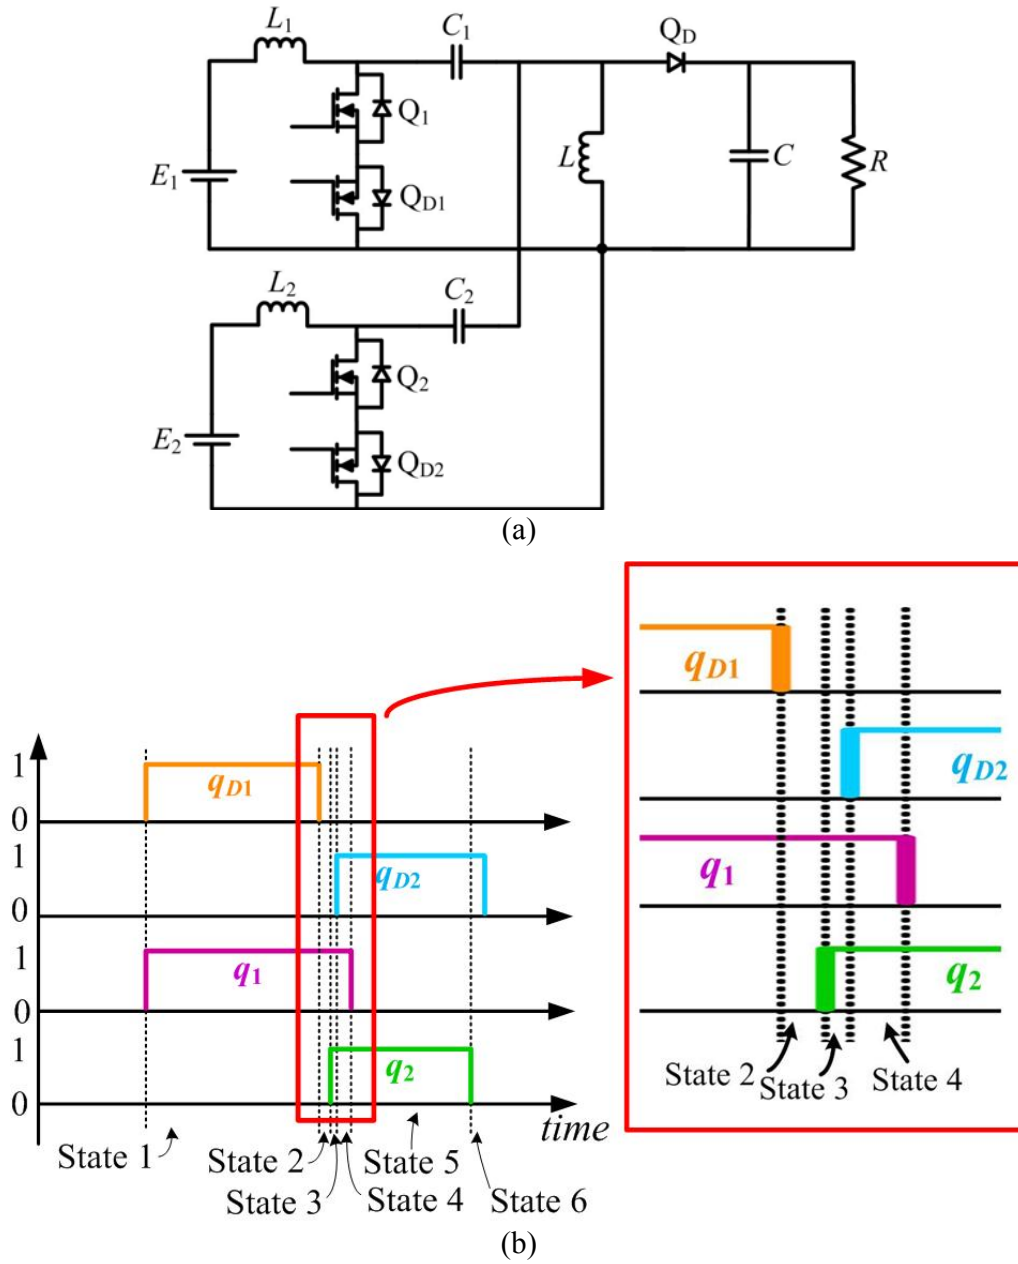 L1 C1 QD
Q1
E1 QD1 L C R
L2 C2
Q2
E2 QD2
(a)
qD1
qD2
q1
q2
State 2 State 3 State 4
1
qD1
0
1
qD2
0
1
q1
0
1
q2
0
time
State 1 State 2 State 5
State 3 State 4 State 6
(b)